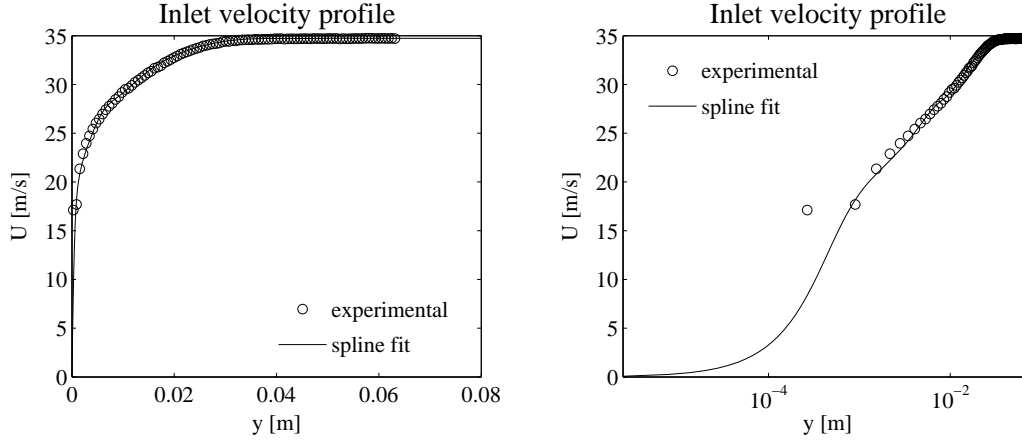 Inlet velocity profile
35
30
25
20
15
10
5
0
U [m/s]
experimental
spline fit
0 0.02 0.04 0.06 0.08
y [m]
Inlet velocity profile
35
30
25
20
15
10
5
0
U [m/s]
experimental
spline fit
10⁻⁴ 10⁻²
y [m]